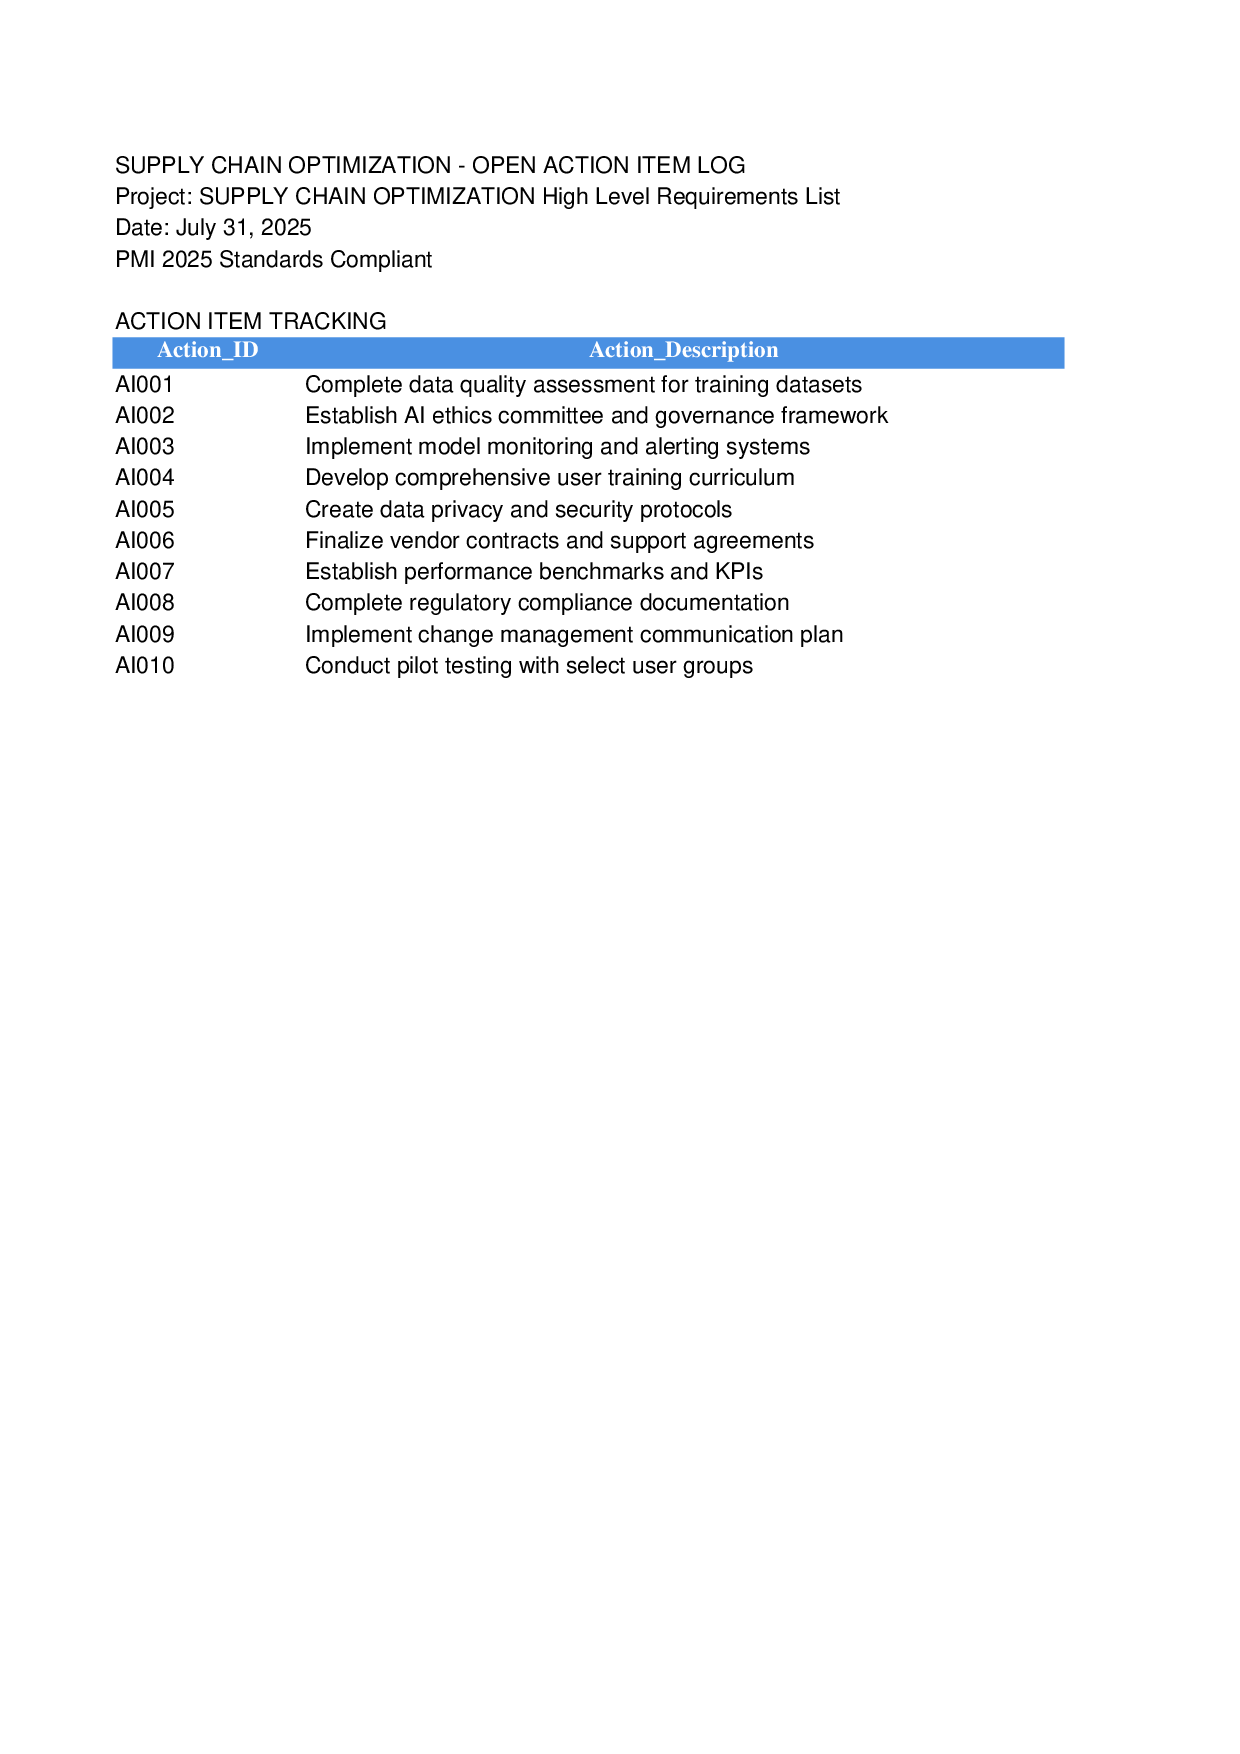 SUPPLY CHAIN OPTIMIZATION - OPEN ACTION ITEM LOG
Project: SUPPLY CHAIN OPTIMIZATION High Level Requirements List
Date: July 31, 2025
PMI 2025 Standards Compliant
ACTION ITEM TRACKING
Action_ID Action_Description
AI001 Complete data quality assessment for training datasets
AI002 Establish AI ethics committee and governance framework
AI003 Implement model monitoring and alerting systems
AI004 Develop comprehensive user training curriculum
AI005 Create data privacy and security protocols
AI006 Finalize vendor contracts and support agreements
AI007 Establish performance benchmarks and KPIs
AI008 Complete regulatory compliance documentation
AI009 Implement change management communication plan
AI010 Conduct pilot testing with select user groups